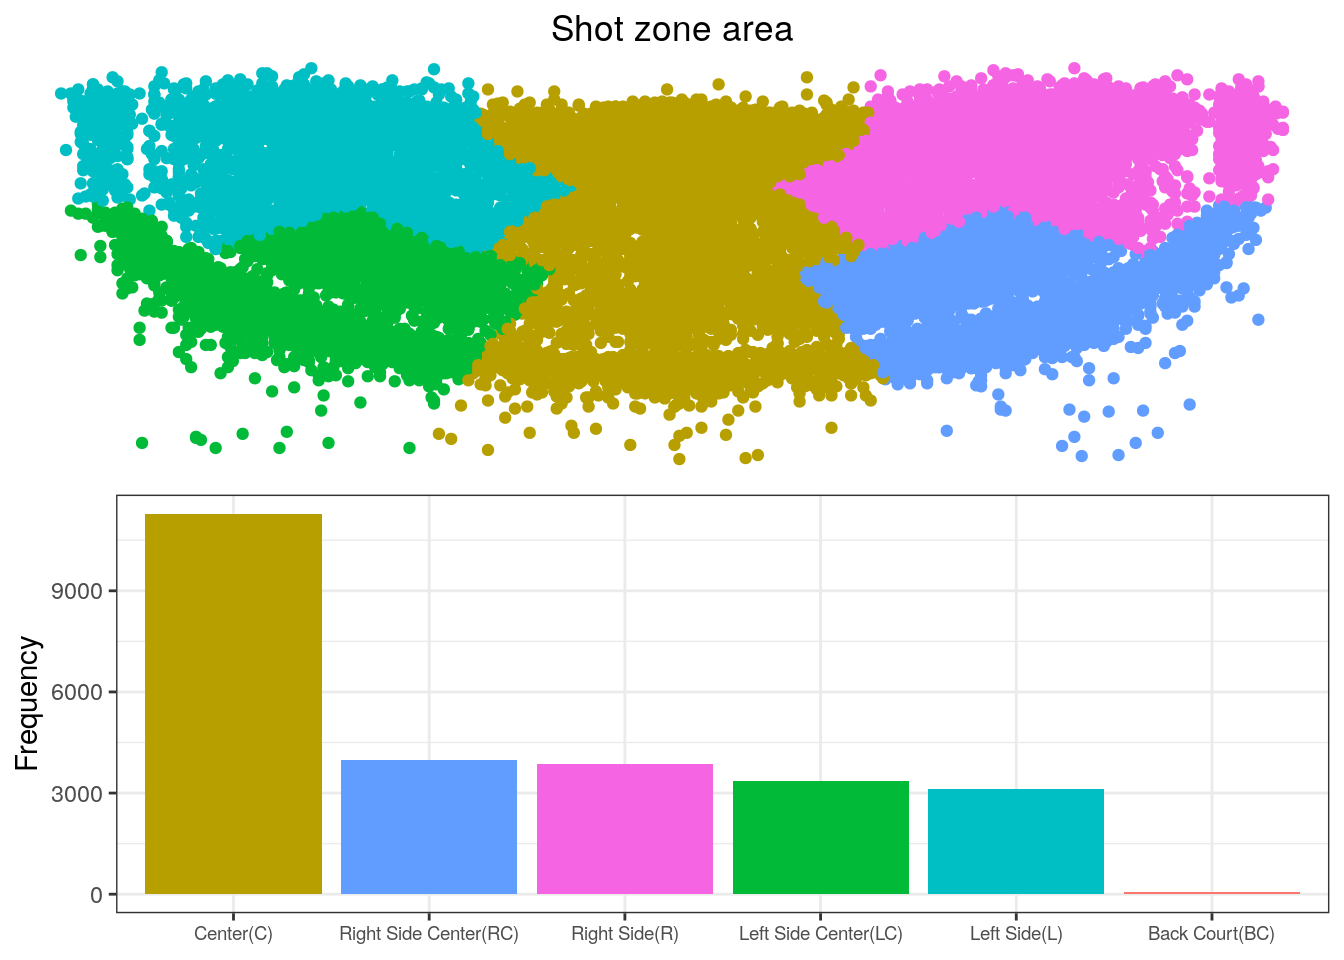 Shot zone area
Frequency
9000
6000
3000
0
Center(C) Right Side Center(RC) Right Side(R) Left Side Center(LC) Left Side(L) Back Court(BC)